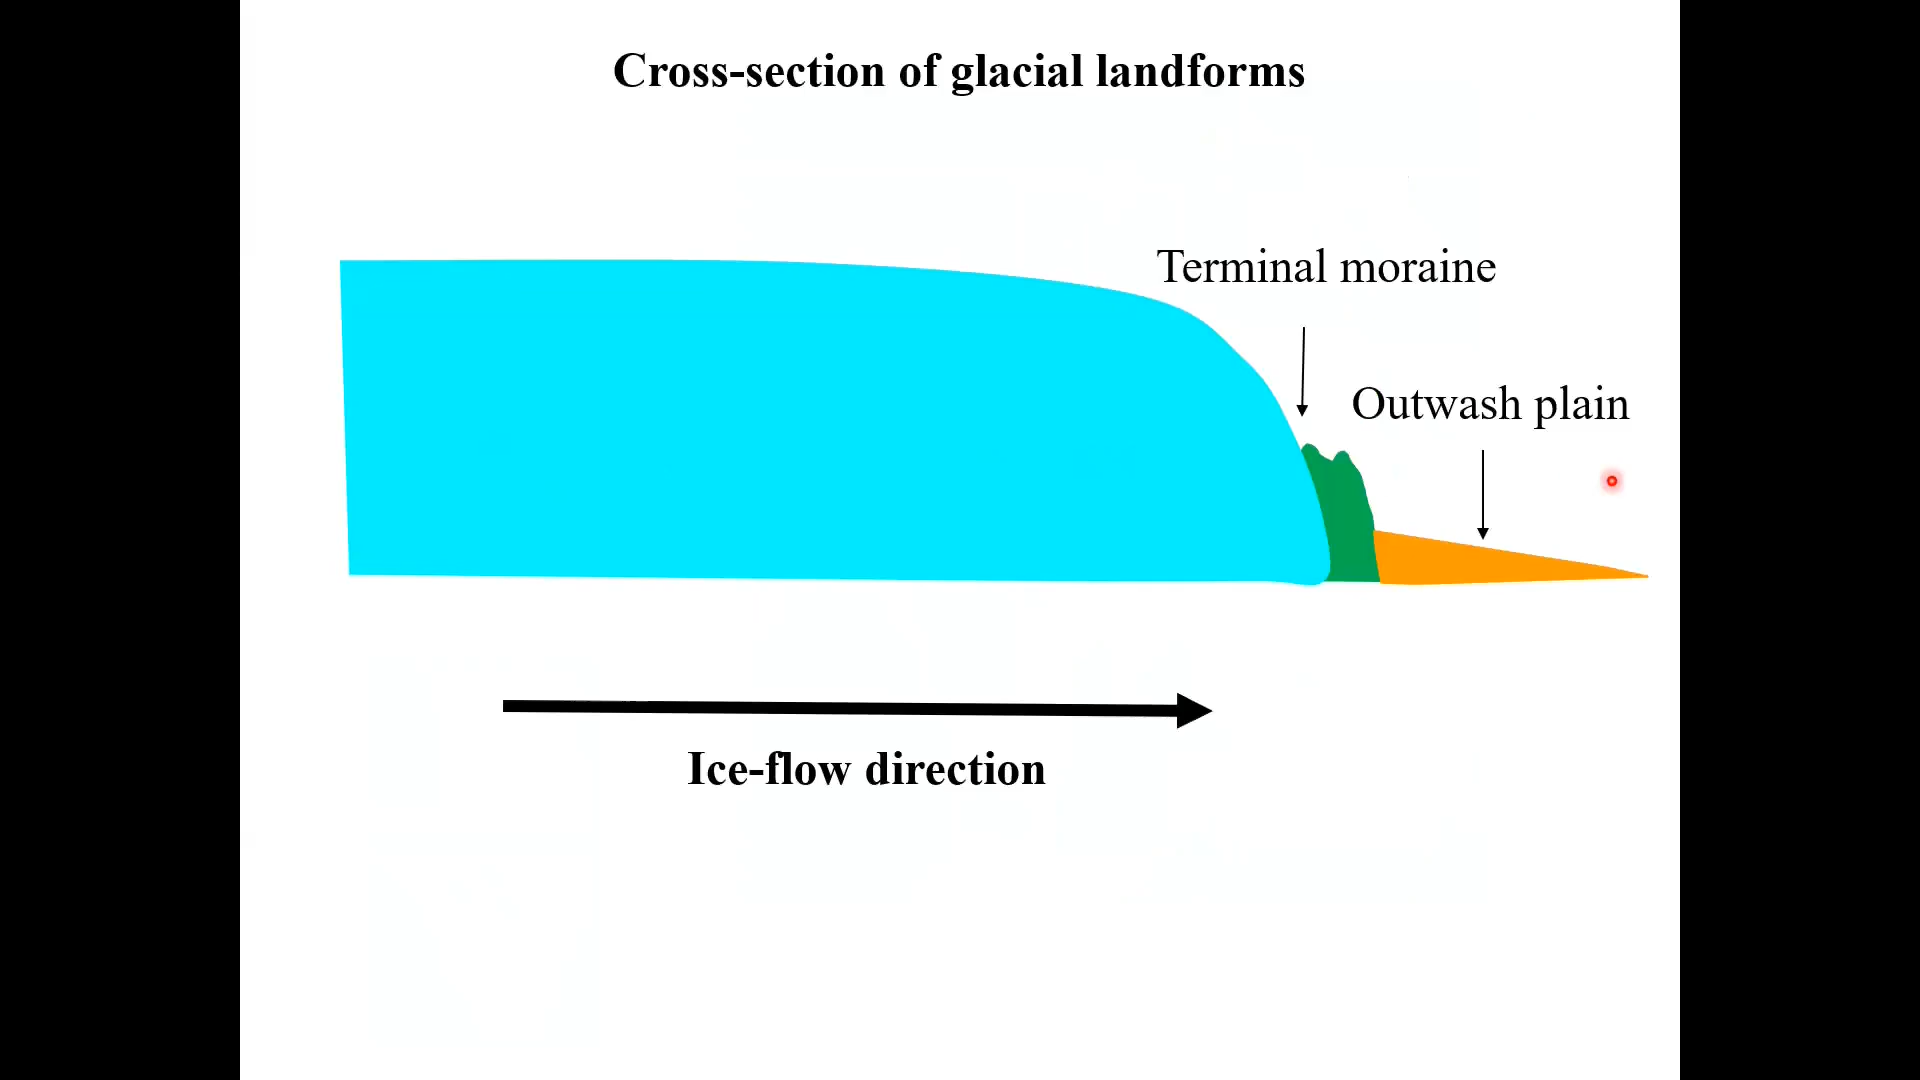 Cross-section of glacial landforms
Terminal moraine
Outwash plain
Ice-flow direction